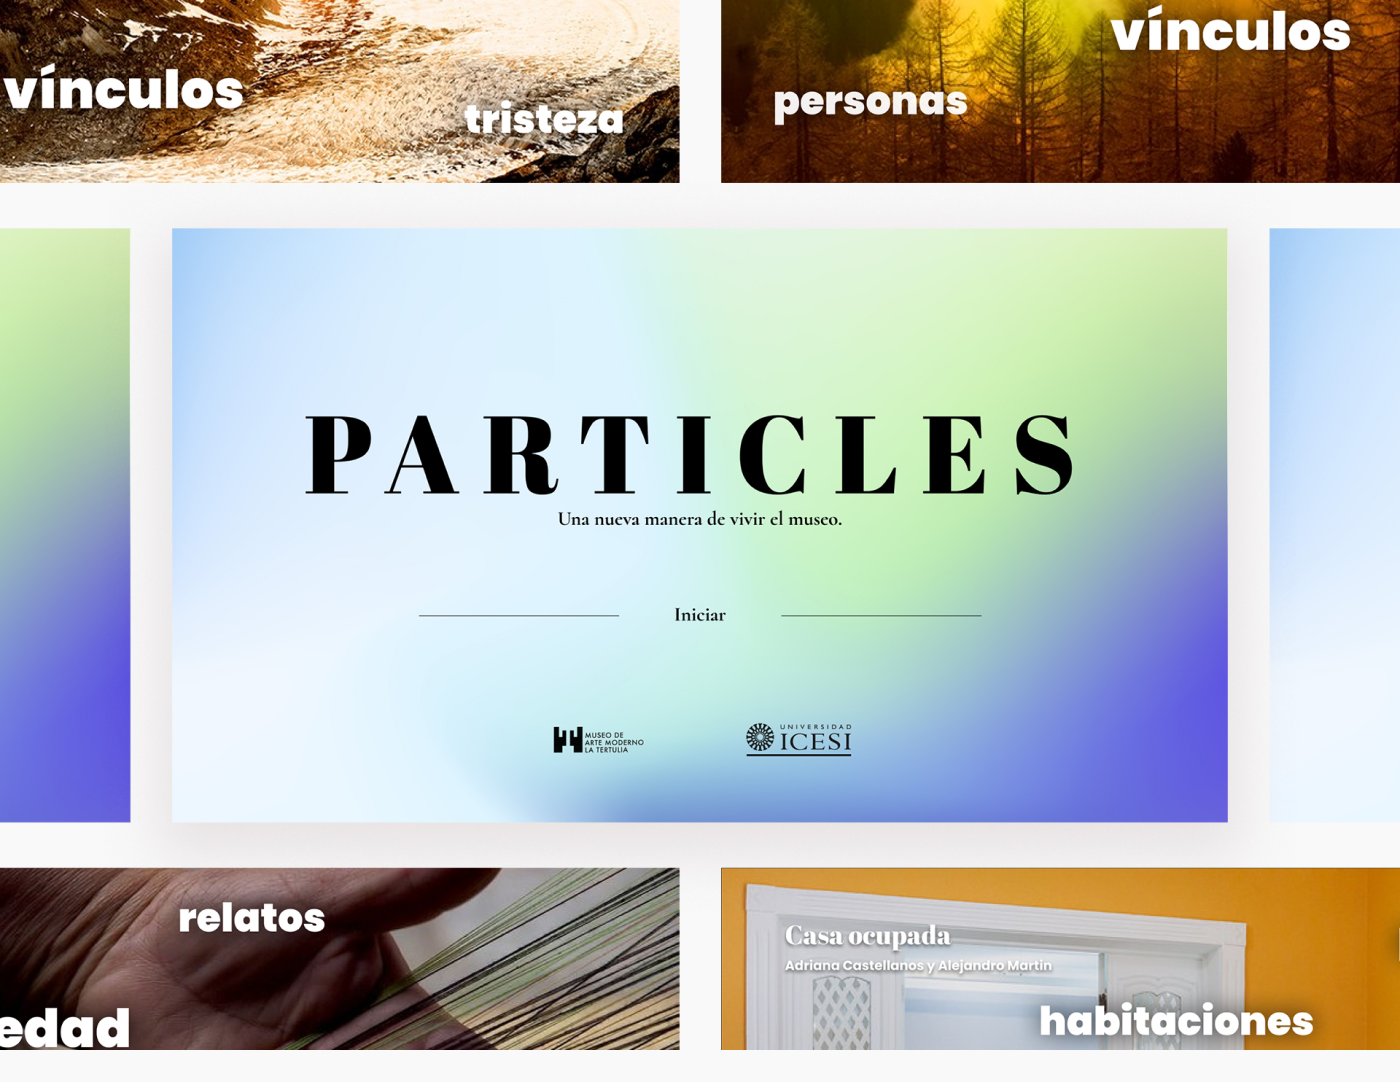 vínculos
tristeza
vínculos
personas
PARTICLES
Una nueva manera de vivir el museo.
Iniciar
MUSEO DE
ARTE MODERNO
LA TERTULIA
UNIVERSIDAD
ICESI
relatos
edad
Casa ocupada
Adriana Castellanos y Alejandro Martin
habitaciones